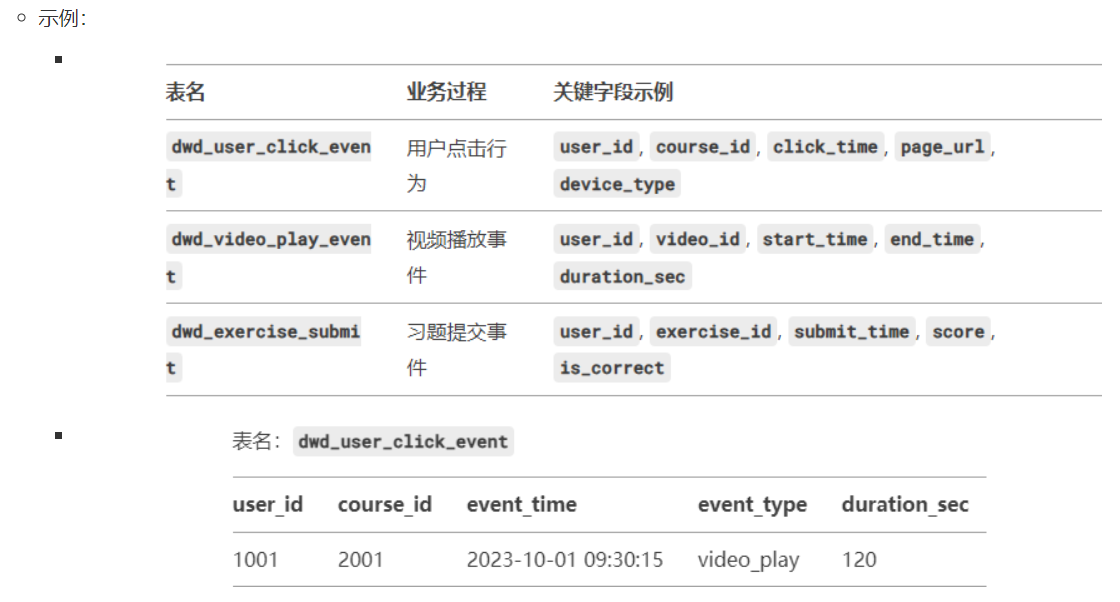 示例：
表名 业务过程 关键字段示例
dwd_user_click_even 用户点击行 user_id, course_id, click_time, page_url,
t 为 device_type
dwd_video_play_even 视频播放事 user_id, video_id, start_time, end_time,
t 件 duration_sec
dwd_exercise_submi 习题提交事 user_id, exercise_id, submit_time, score,
t 件 is_correct
表名：dwd_user_click_event
user_id course_id event_time event_type duration_sec
1001 2001 2023-10-01 09:30:15 video_play 120